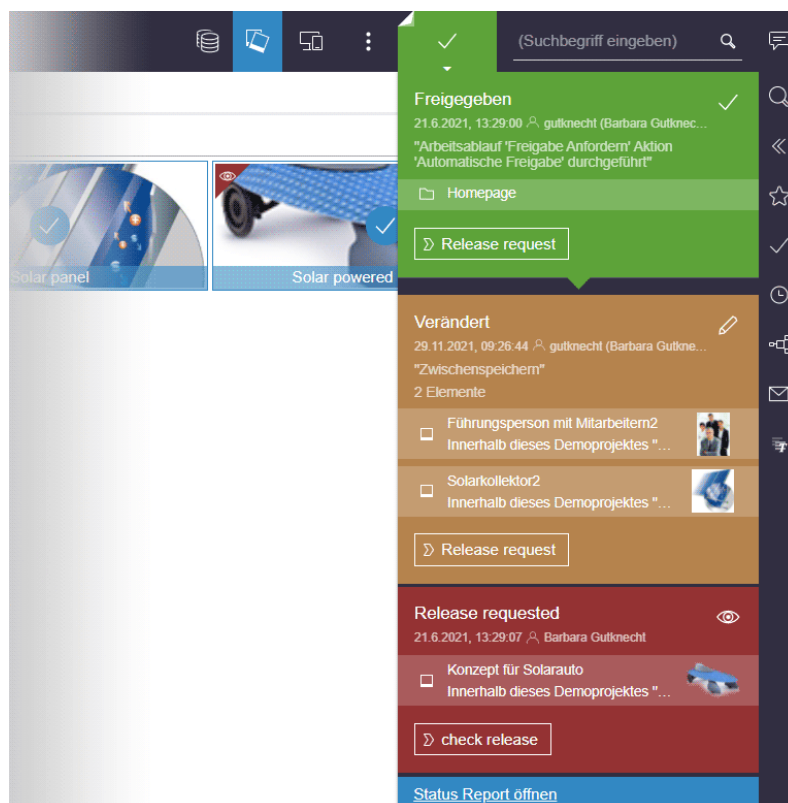 (Suchbegriff eingeben)
Freigegeben
21.6.2021, 13:29:00 gutknecht (Barbara Gutknec...
"Arbeitsablauf 'Freigabe Anfordern' Aktion
'Automatische Freigabe' durchgeführt"
Homepage
Release request
Solar panel
Solar powered
Verändert
29.11.2021, 09:26:44 gutknecht (Barbara Gutkne...
"Zwischenspeichern"
2 Elemente
Führungsperson mit Mitarbeitern2
Innerhalb dieses Demoprojektes "...
Solarkollektor2
Innerhalb dieses Demoprojektes "...
Release request
Release requested
21.6.2021, 13:29:07 Barbara Gutknecht
Konzept für Solarauto
Innerhalb dieses Demoprojektes "...
check release
Status Report öffnen